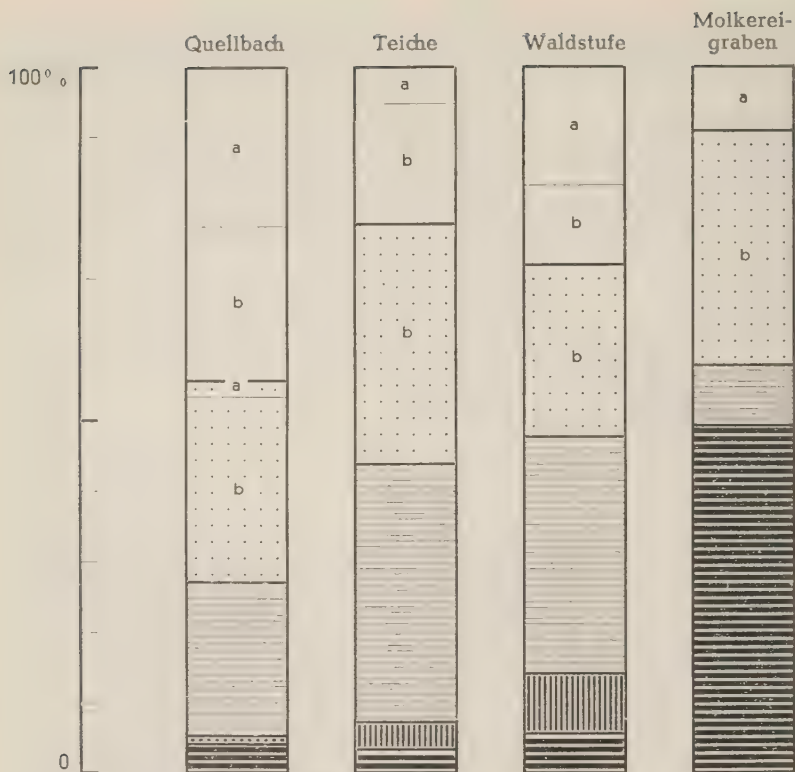 Quellbach
Teiche
Waldstufe
Molkerei-
graben
100%
0
a
b
a
b
a
b
b
a
b
b
a
b